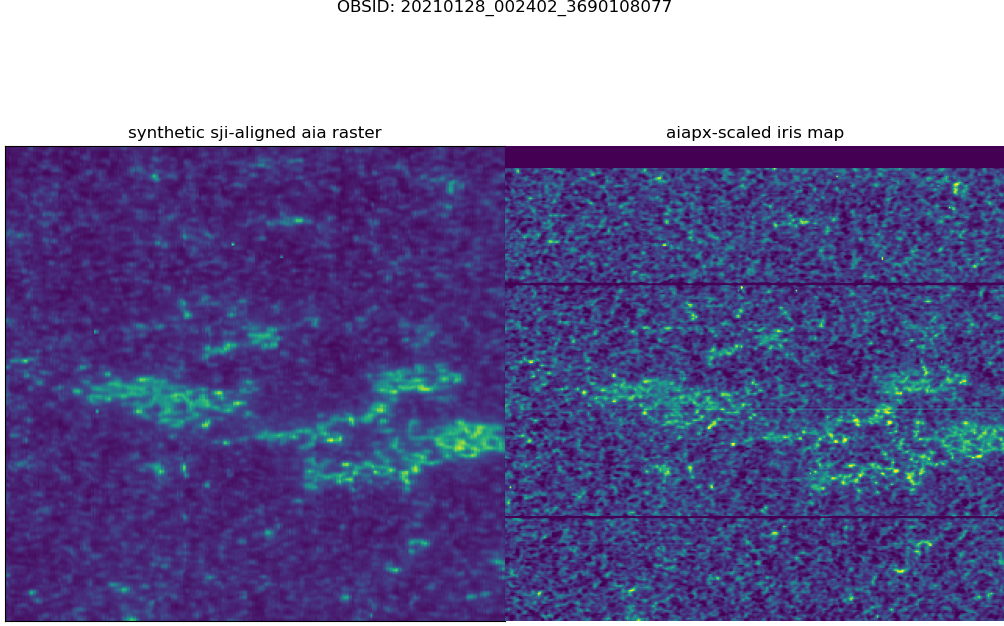 OBSID: 20210128_002402_3690108077
synthetic sji-aligned aia raster
aiapx-scaled iris map